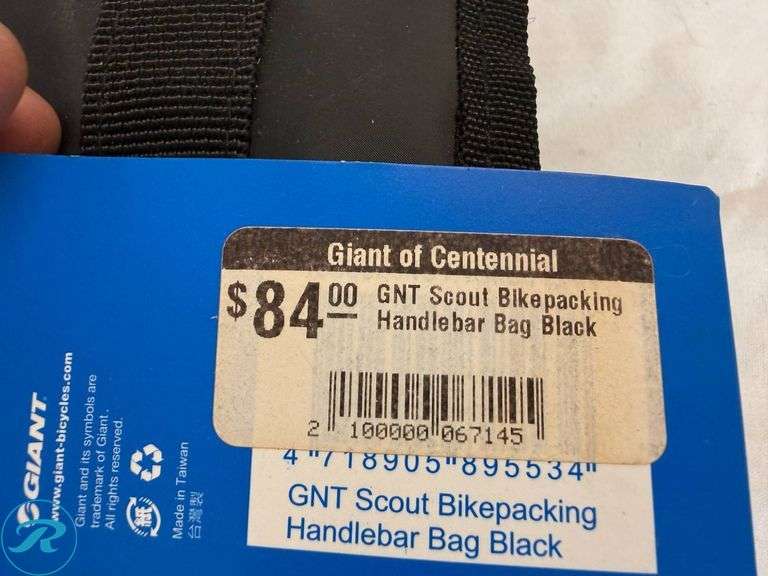 Giant of Centennial
$84.00 GNT Scout Bikepacking
Handlebar Bag Black
2 100000 067145
4 718905 895534
GNT Scout Bikepacking
Handlebar Bag Black
GIANT
www.giant-bicycles.com
Giant and its symbols are
trademark of Giant.
All rights reserved.
紙
Made in Taiwan
台灣製
R